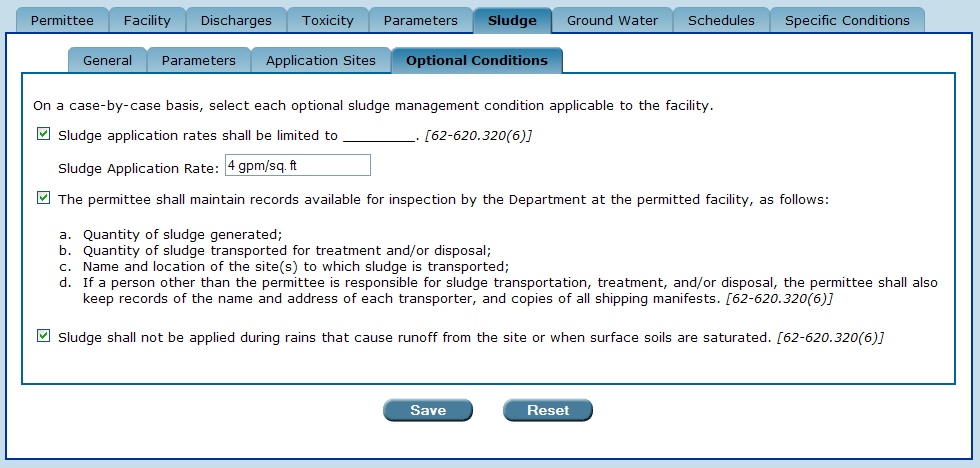 Permittee Facility Discharges Toxicity Parameters Sludge Ground Water Schedules Specific Conditions
General Parameters Application Sites Optional Conditions
On a case-by-case basis, select each optional sludge management condition applicable to the facility.
Sludge application rates shall be limited to _________. [62-620.320(6)]
Sludge Application Rate: 4 gpm/sq. ft
The permittee shall maintain records available for inspection by the Department at the permitted facility, as follows:
a. Quantity of sludge generated;
b. Quantity of sludge transported for treatment and/or disposal;
c. Name and location of the site(s) to which sludge is transported;
d. If a person other than the permittee is responsible for sludge transportation, treatment, and/or disposal, the permittee shall also
keep records of the name and address of each transporter, and copies of all shipping manifests. [62-620.320(6)]
Sludge shall not be applied during rains that cause runoff from the site or when surface soils are saturated. [62-620.320(6)]
Save Reset